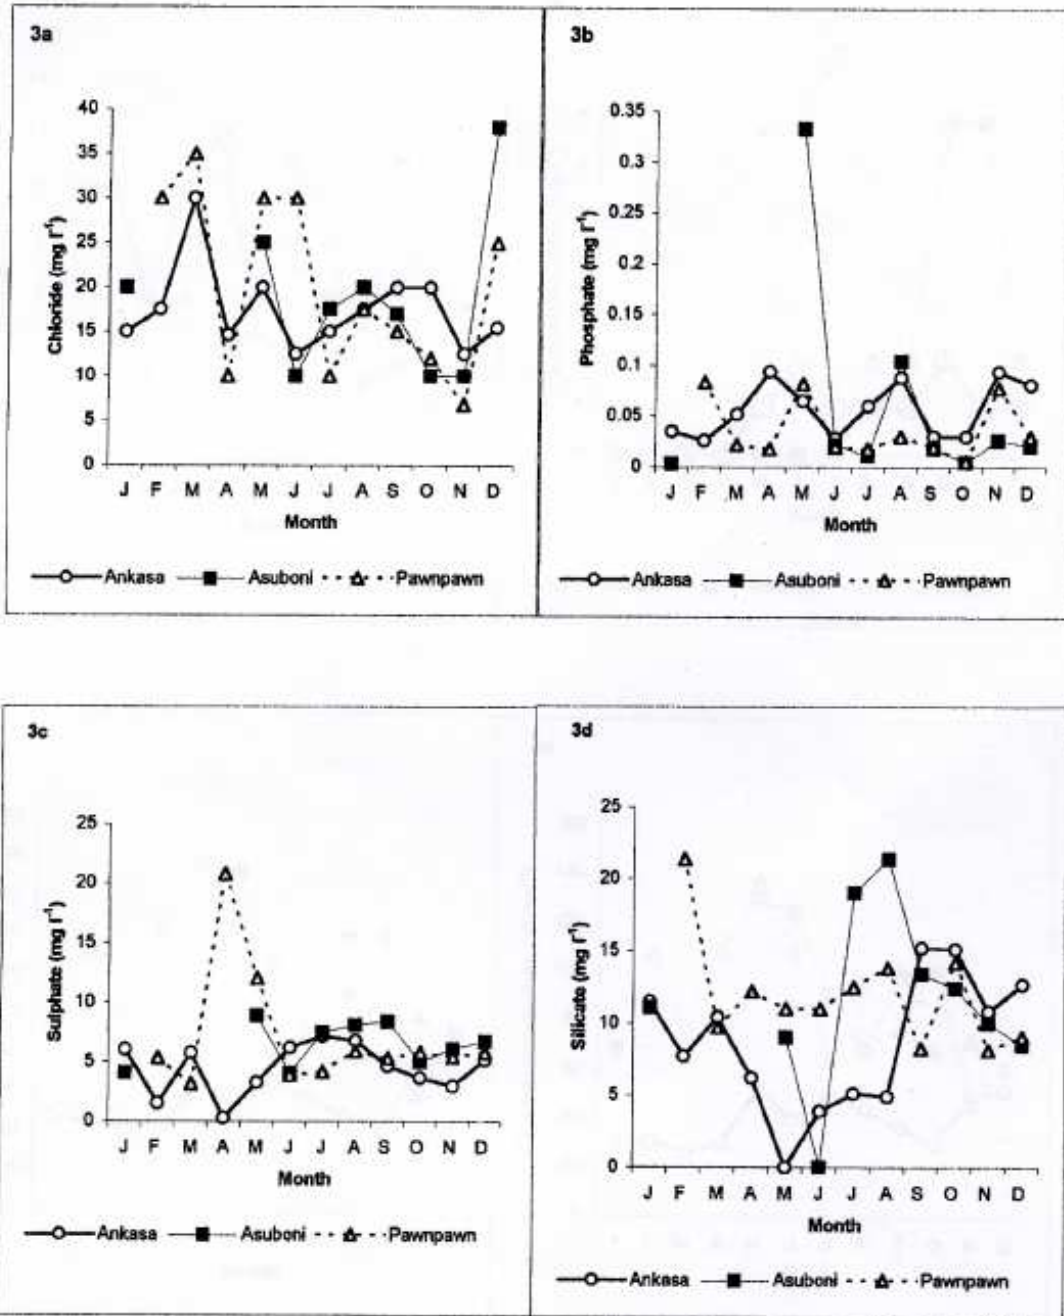 3a
Chloride (mg l⁻¹)
40
35
30
25
20
15
10
5
0
J F M A M J J A S O N D
Month
Ankasa Asuboni Pawnpawn
3b
Phosphate (mg l⁻¹)
0.35
0.3
0.25
0.2
0.15
0.1
0.05
0
J F M A M J J A S O N D
Month
Ankasa Asuboni Pawnpawn
3c
Sulphate (mg l⁻¹)
25
20
15
10
5
0
J F M A M J J A S O N D
Month
Ankasa Asuboni Pawnpawn
3d
Silicate (mg l⁻¹)
25
20
15
10
5
0
J F M A M J J A S O N D
Month
Ankasa Asuboni Pawnpawn